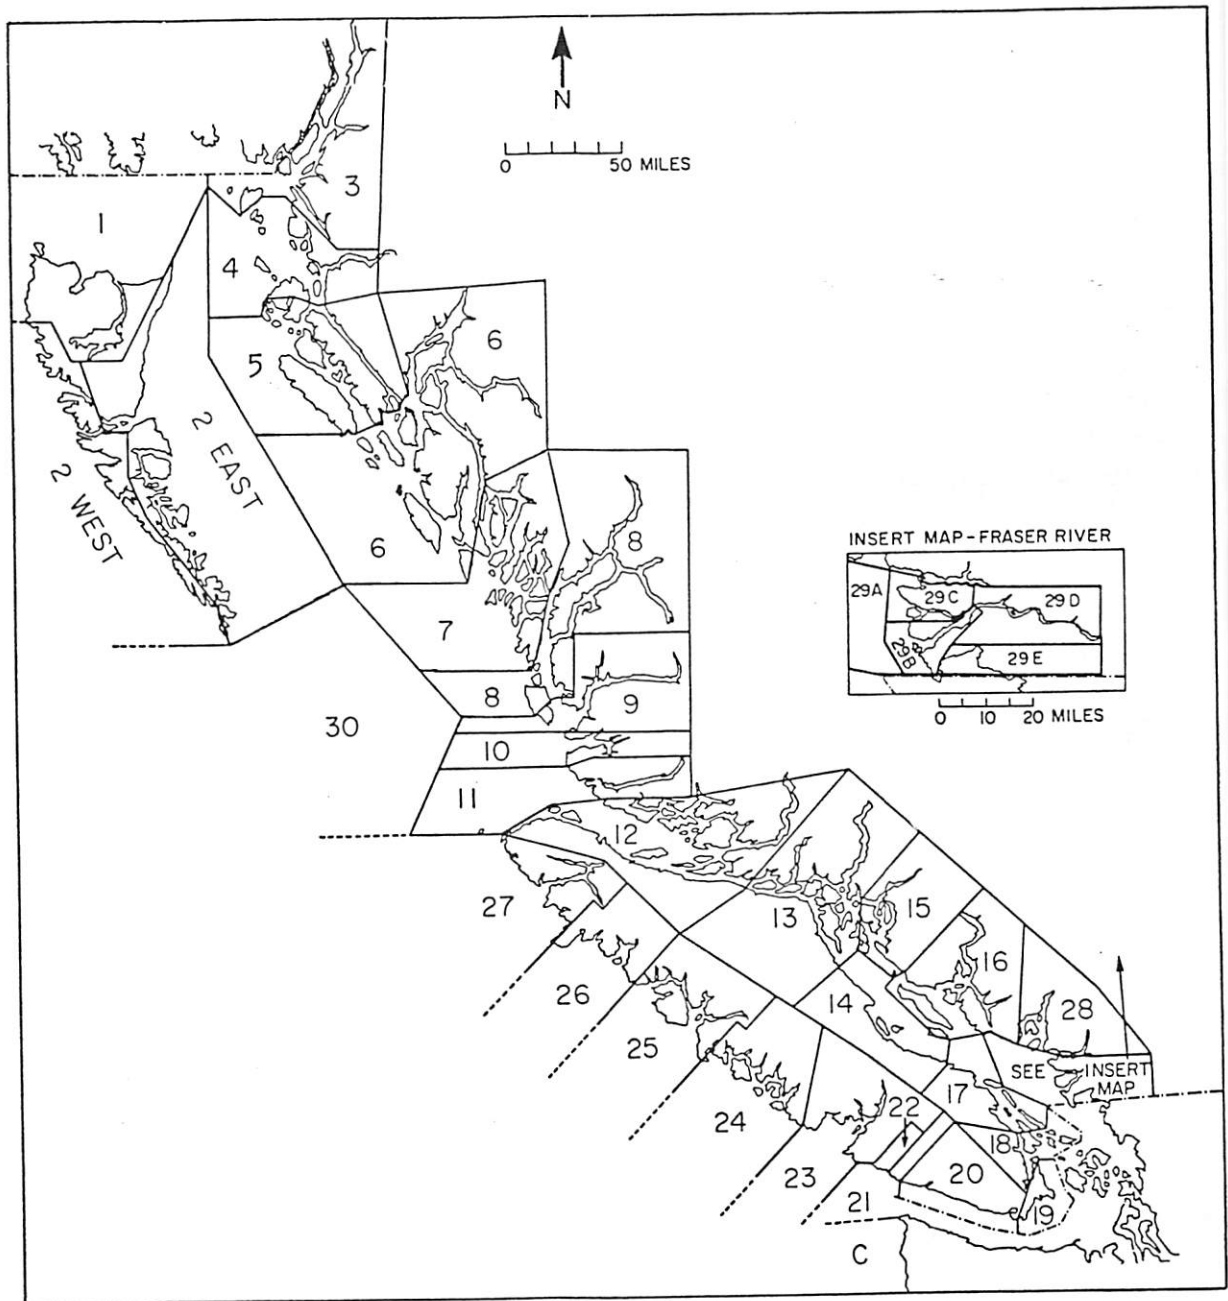 N
0 50 MILES
3
1
4
6
5
2 EAST
2 WEST
6
8
INSERT MAP-FRASER RIVER
29A
29C
29D
29B
29E
0 10 20 MILES
7
8
9
30
10
11
12
27
13
15
16
26
14
28
25
SEE INSERT MAP
17
24
22
18
23
20
21
19
C